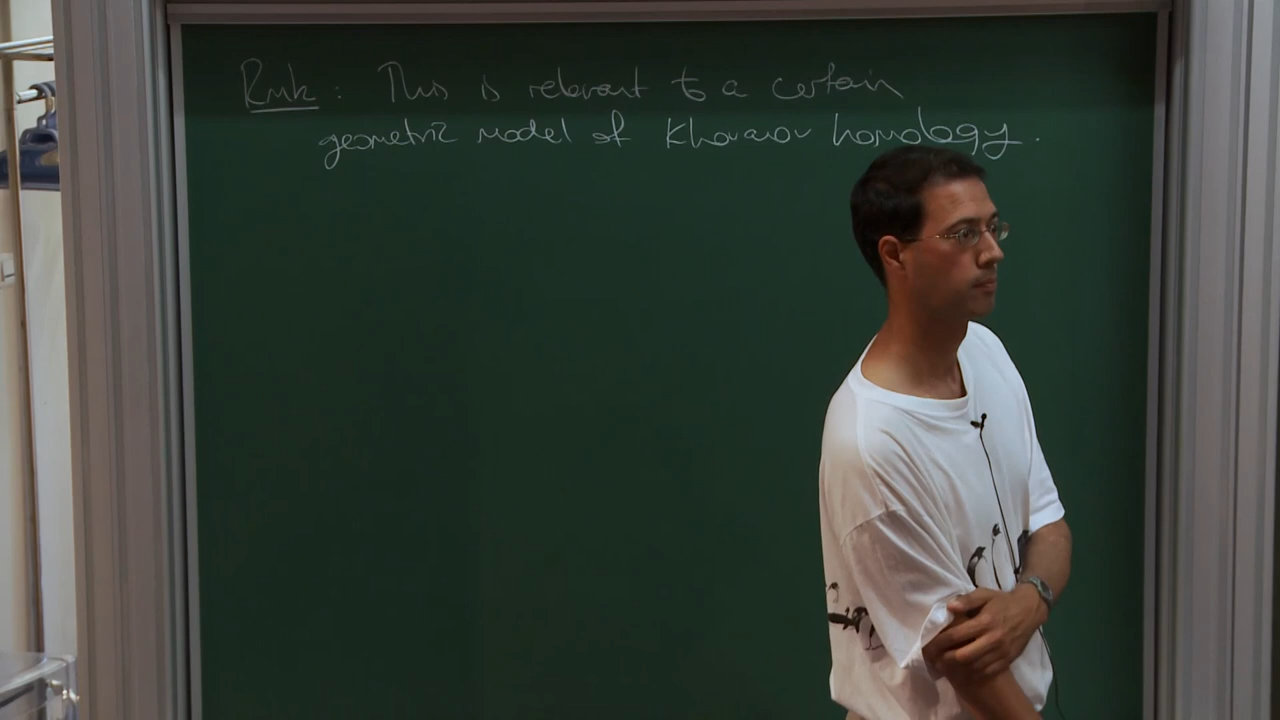 Rmk: This is relevant to a certain
geometric model of Khovanov homology.